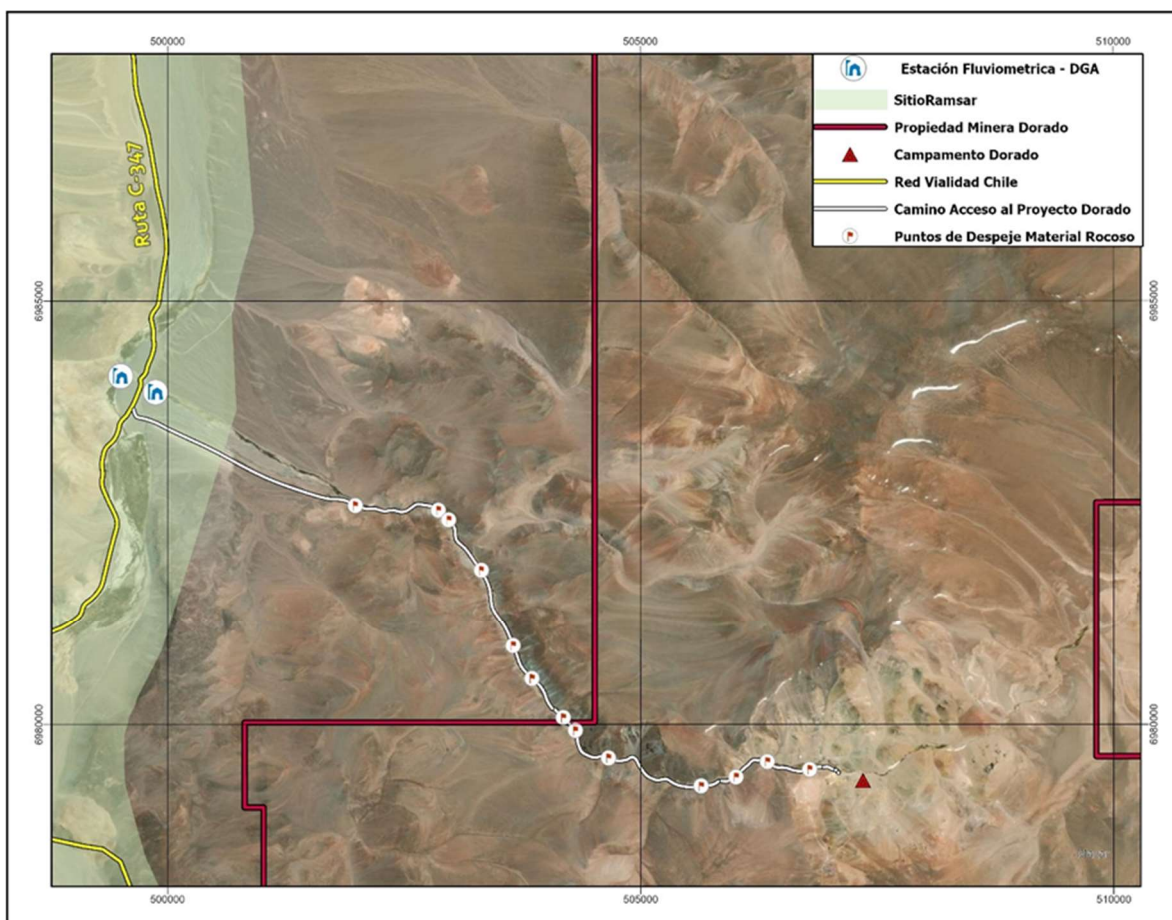 500000
505000
510000
Estación Fluviometrica - DGA
SitioRamsar
Propiedad Minera Dorado
Campamento Dorado
Red Vialidad Chile
Camino Acceso al Proyecto Dorado
Puntos de Despeje Material Rocoso
Ruta C-347
6985000
6985000
6980000
6980000
500000
505000
510000